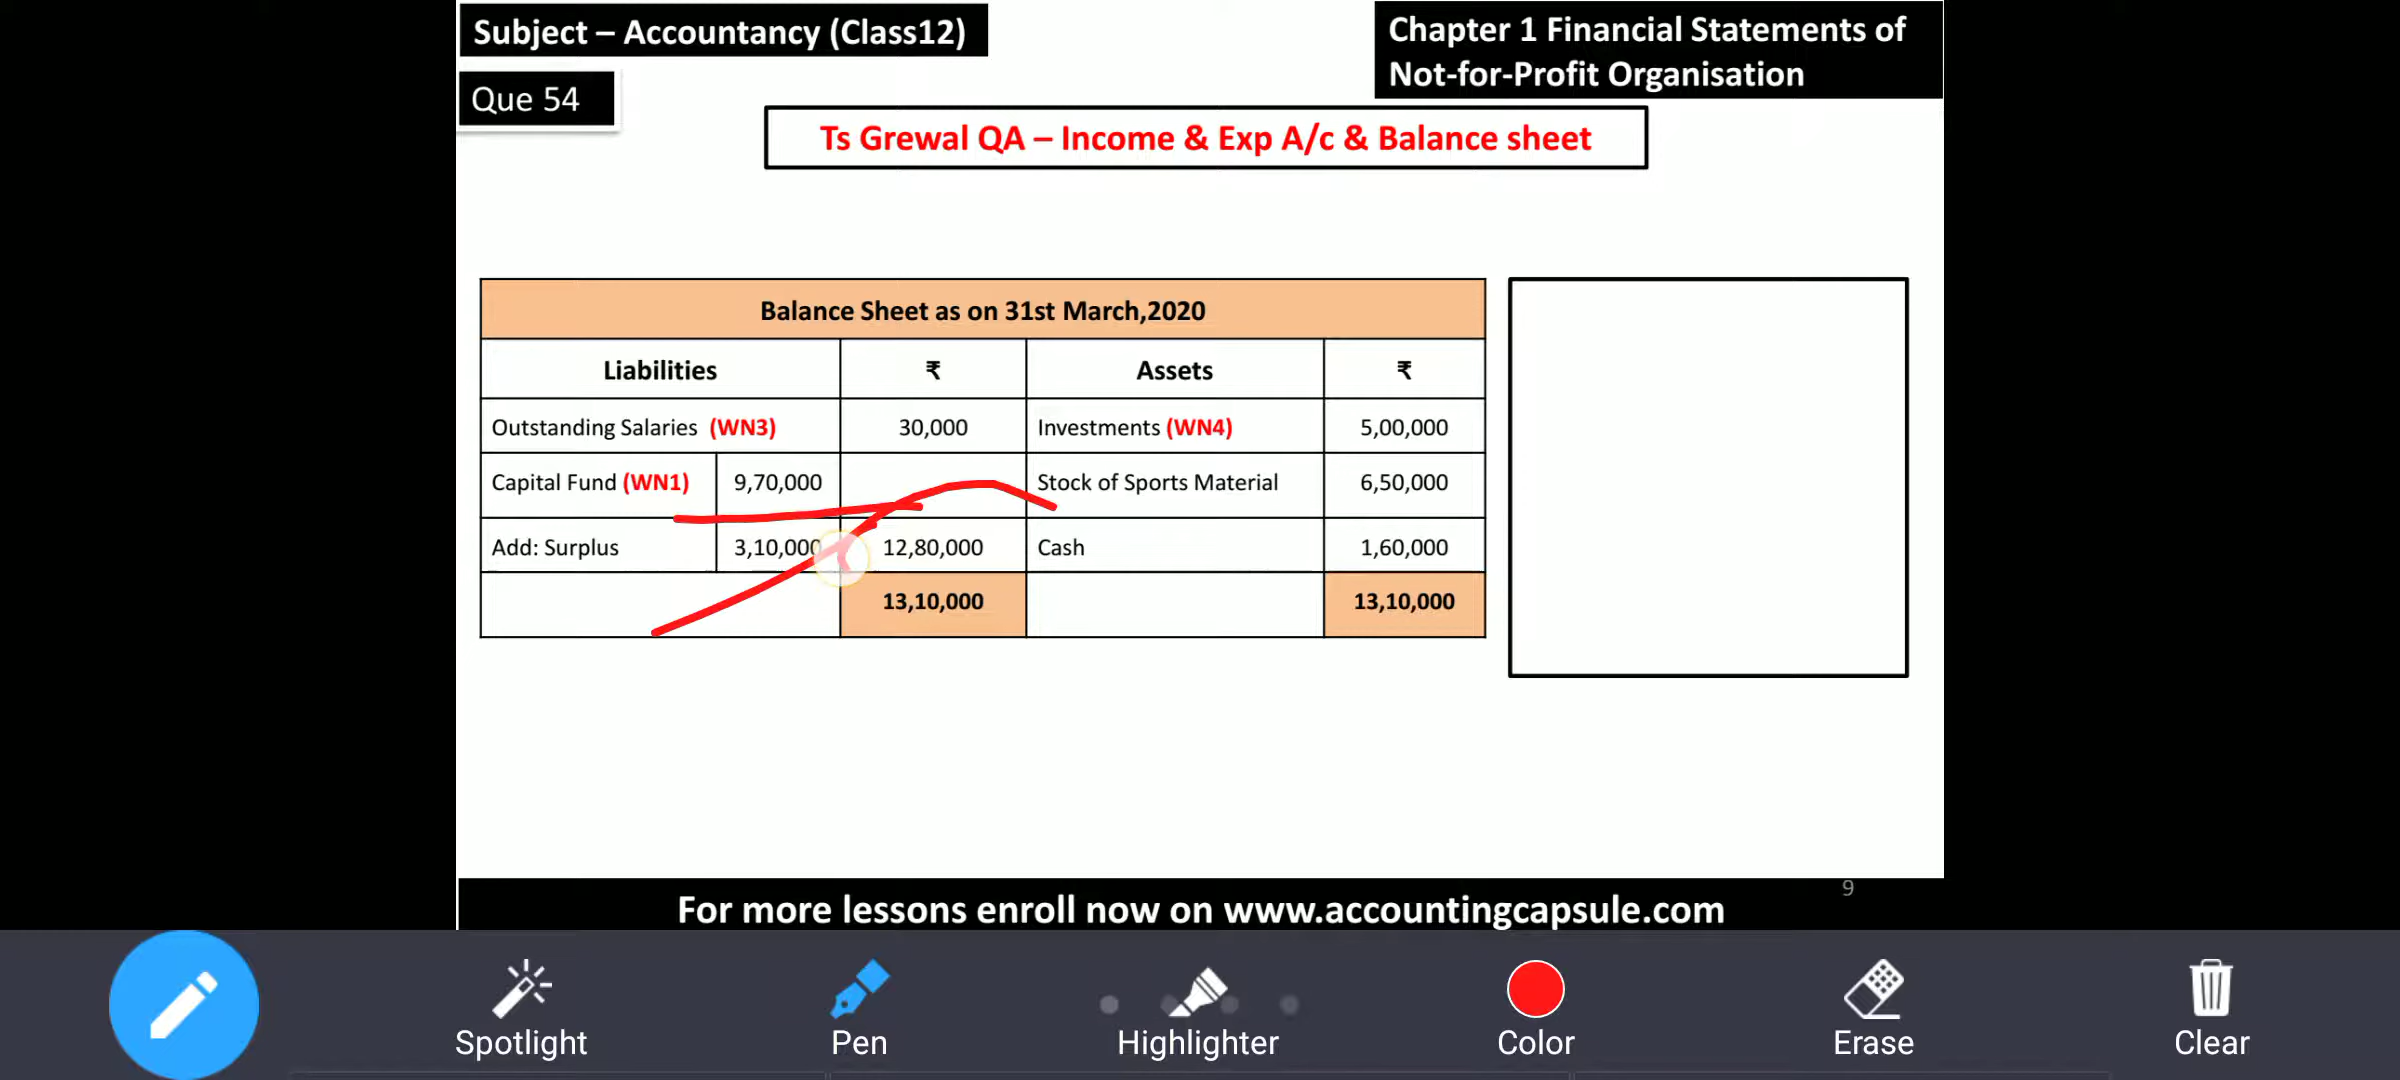 Subject – Accountancy (Class12)
Chapter 1 Financial Statements of
Not-for-Profit Organisation
Que 54
Ts Grewal QA – Income & Exp A/c & Balance sheet
Balance Sheet as on 31st March,2020
Liabilities ₹ Assets ₹
Outstanding Salaries (WN3) 30,000 Investments (WN4) 5,00,000
Capital Fund (WN1) 9,70,000 Stock of Sports Material 6,50,000
Add: Surplus 3,10,000 12,80,000 Cash 1,60,000
13,10,000 13,10,000
9
For more lessons enroll now on www.accountingcapsule.com
Spotlight Pen Highlighter Color Erase Clear